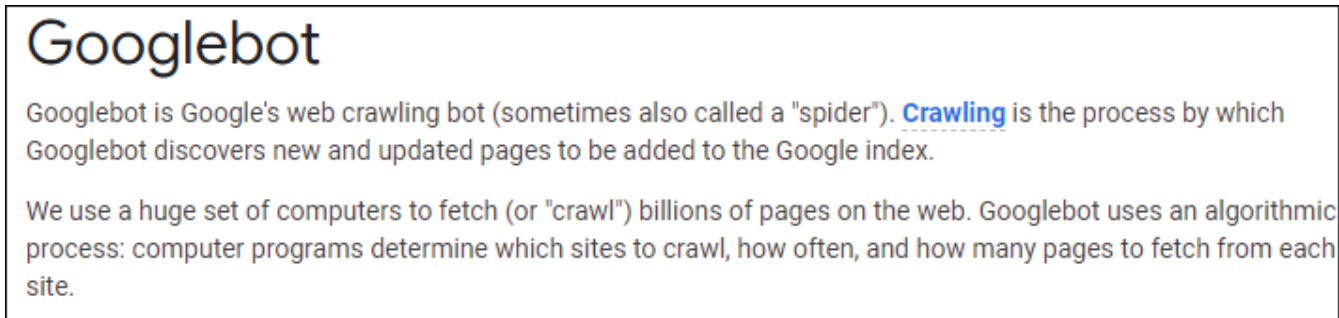 Googlebot
Googlebot is Google's web crawling bot (sometimes also called a "spider"). Crawling is the process by which
Googlebot discovers new and updated pages to be added to the Google index.
We use a huge set of computers to fetch (or "crawl") billions of pages on the web. Googlebot uses an algorithmic
process: computer programs determine which sites to crawl, how often, and how many pages to fetch from each
site.